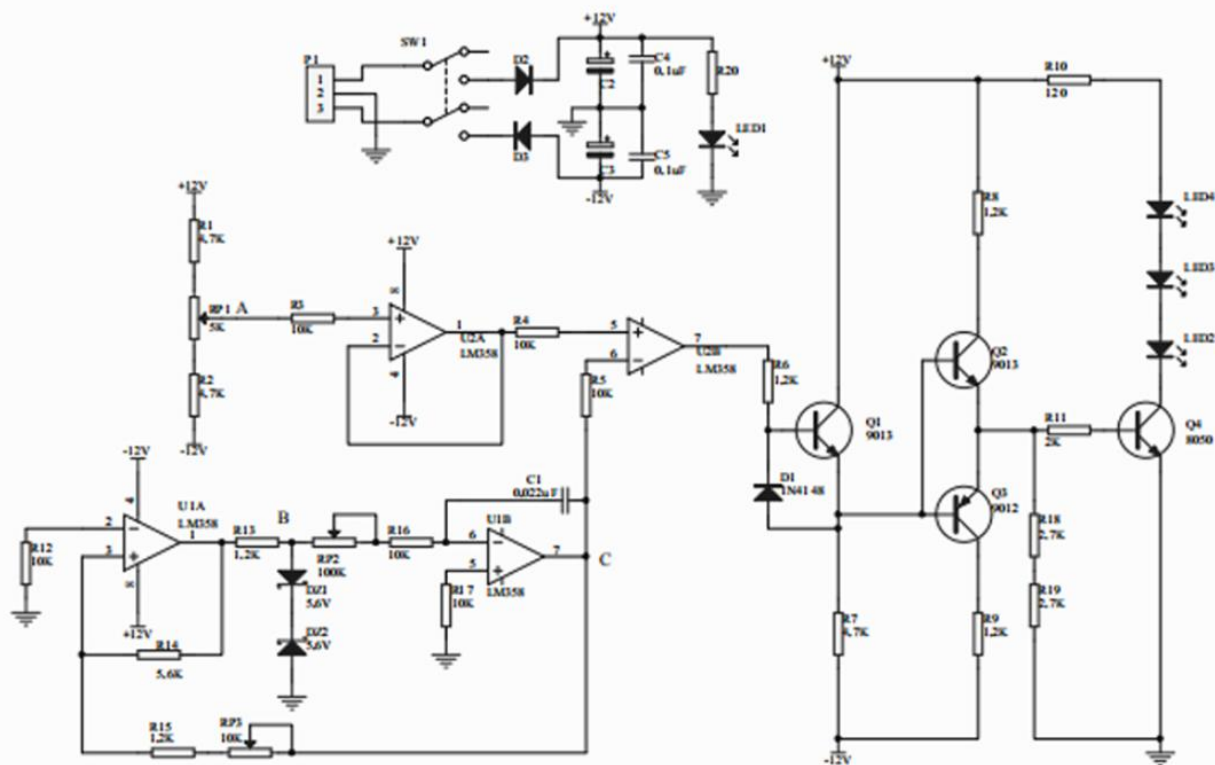 +12V
SW1
P1
1
2
3
D2
D3
C2
C3
C4
0,1uF
C5
0,1uF
R20
LED1
-12V
+12V
R10
120
R8
1,2K
LED4
LED3
LED2
+12V
R1
4,7K
RP1 A
5K
R2
4,7K
-12V
R3
10K
+12V
8
3
2
1
4
U2A
LM358
-12V
R4
10K
5
6
7
U2B
LM358
R5
10K
R6
1,2K
Q1
9013
D1
1N4148
Q2
9013
Q3
9012
R11
2K
Q4
8050
R18
2,7K
R19
2,7K
R7
4,7K
R9
1,2K
-12V
-12V
4
U1A
LM358
2
3
1
8
+12V
R12
10K
R13
1,2K
B
RP2
100K
R16
10K
C1
0,022uF
U1B
6
5
7
LM358
C
R17
10K
DZ1
5,6V
DZ2
5,6V
R14
5,6K
R15
1,2K
RP3
10K